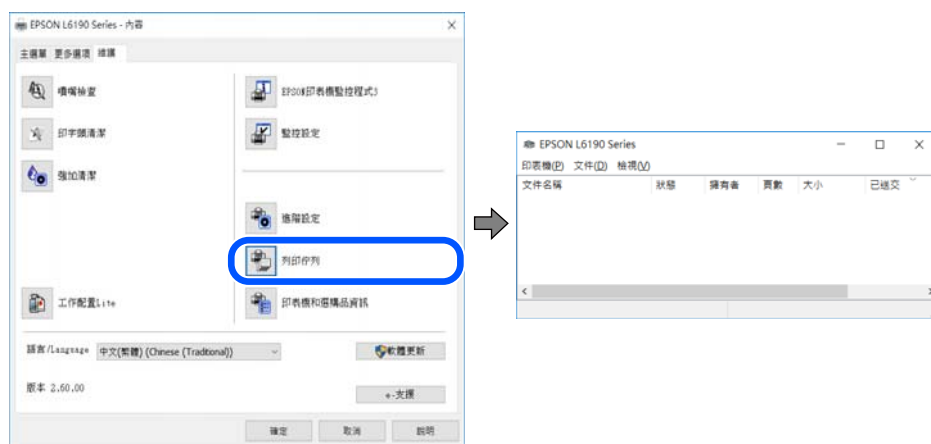 EPSON L6190 Series - 內容
主選單 更多選項 維護
噴嘴檢查
EPSON印表機監控程式3
印字頭清潔
監控設定
強力清潔
進階設定
列印佇列
工作配置Lite
印表機和選購品資訊
語言/Language 中文(繁體) (Chinese (Traditional))
軟體更新
版本 2.60.00
e-支援
確定 取消 說明
EPSON L6190 Series
印表機(P) 文件(D) 檢視(V)
文件名稱 狀態 擁有者 頁數 大小 已送交